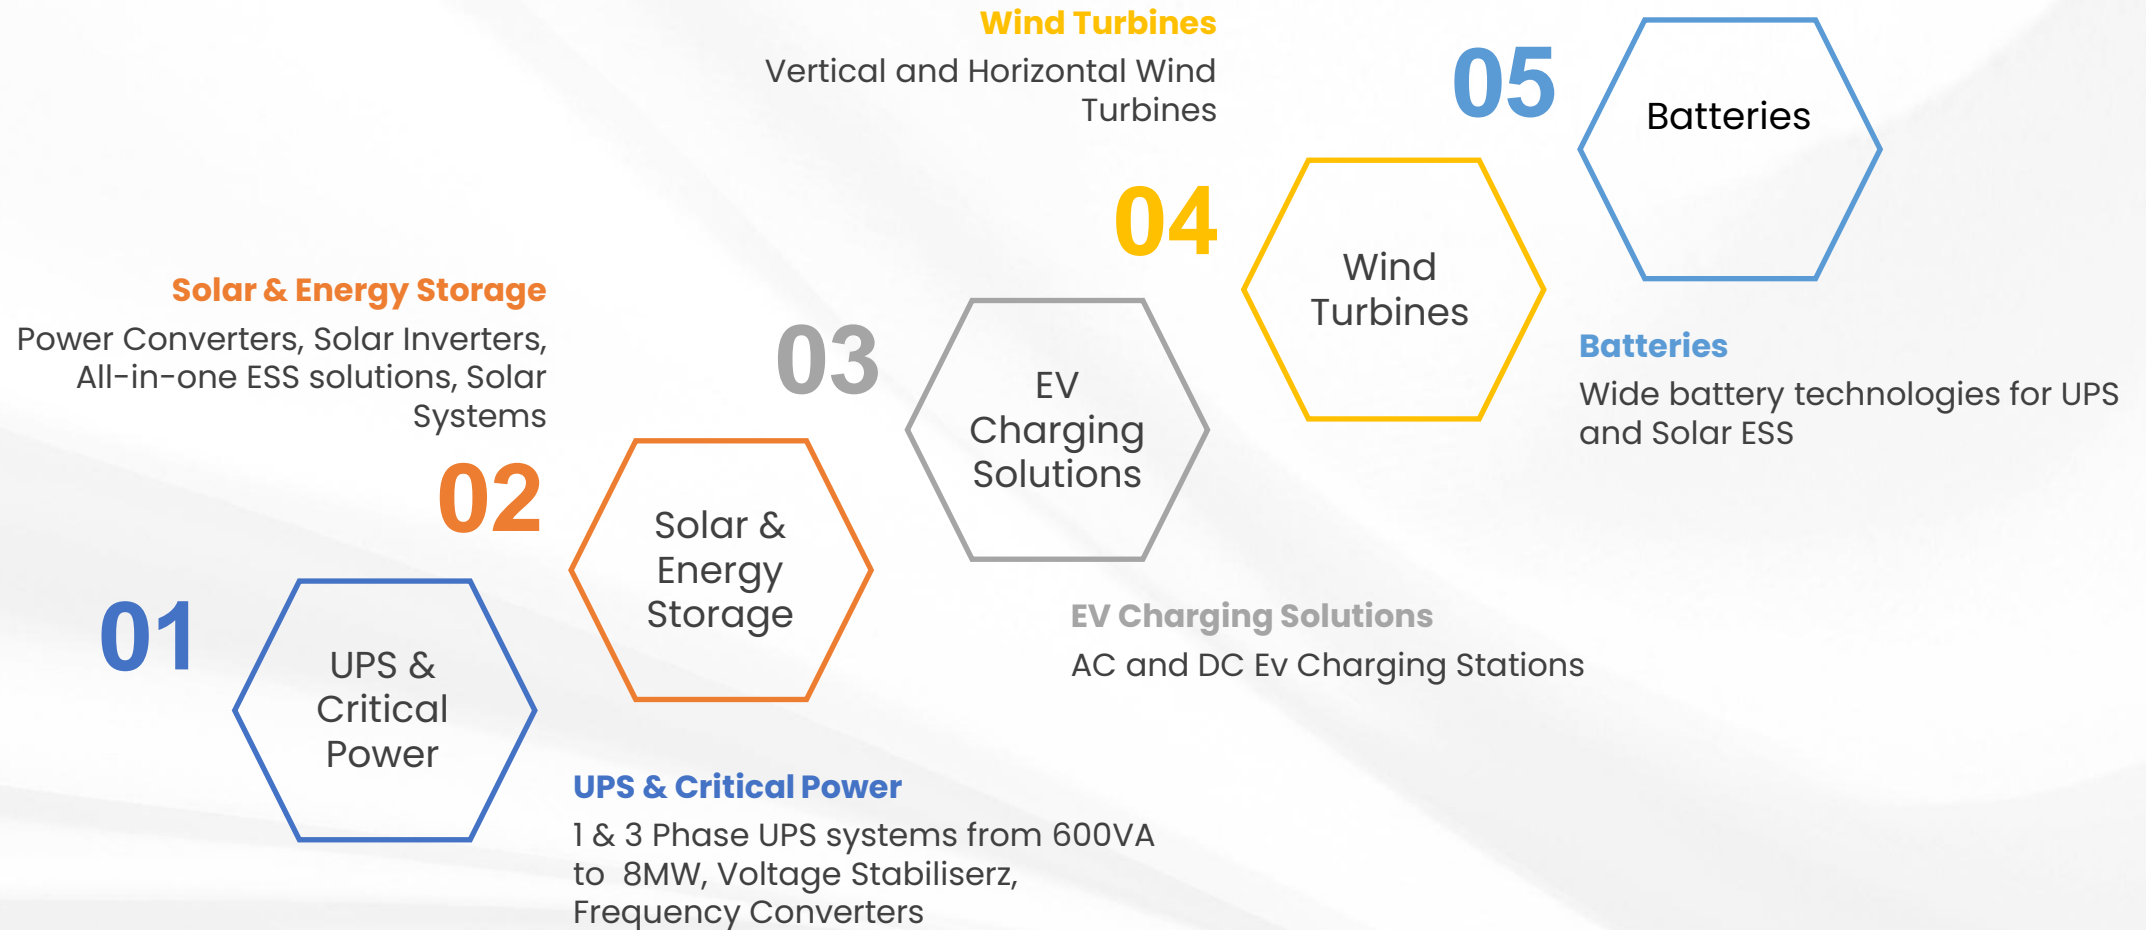 Wind Turbines
Vertical and Horizontal Wind
Turbines
05
Batteries
04
Wind
Turbines
Batteries
Wide battery technologies for UPS
and Solar ESS
Solar & Energy Storage
Power Converters, Solar Inverters,
All-in-one ESS solutions, Solar
Systems
03
EV
Charging
Solutions
EV Charging Solutions
AC and DC Ev Charging Stations
02
Solar &
Energy
Storage
01
UPS &
Critical
Power
UPS & Critical Power
1 & 3 Phase UPS systems from 600VA
to 8MW, Voltage Stabiliserz,
Frequency Converters